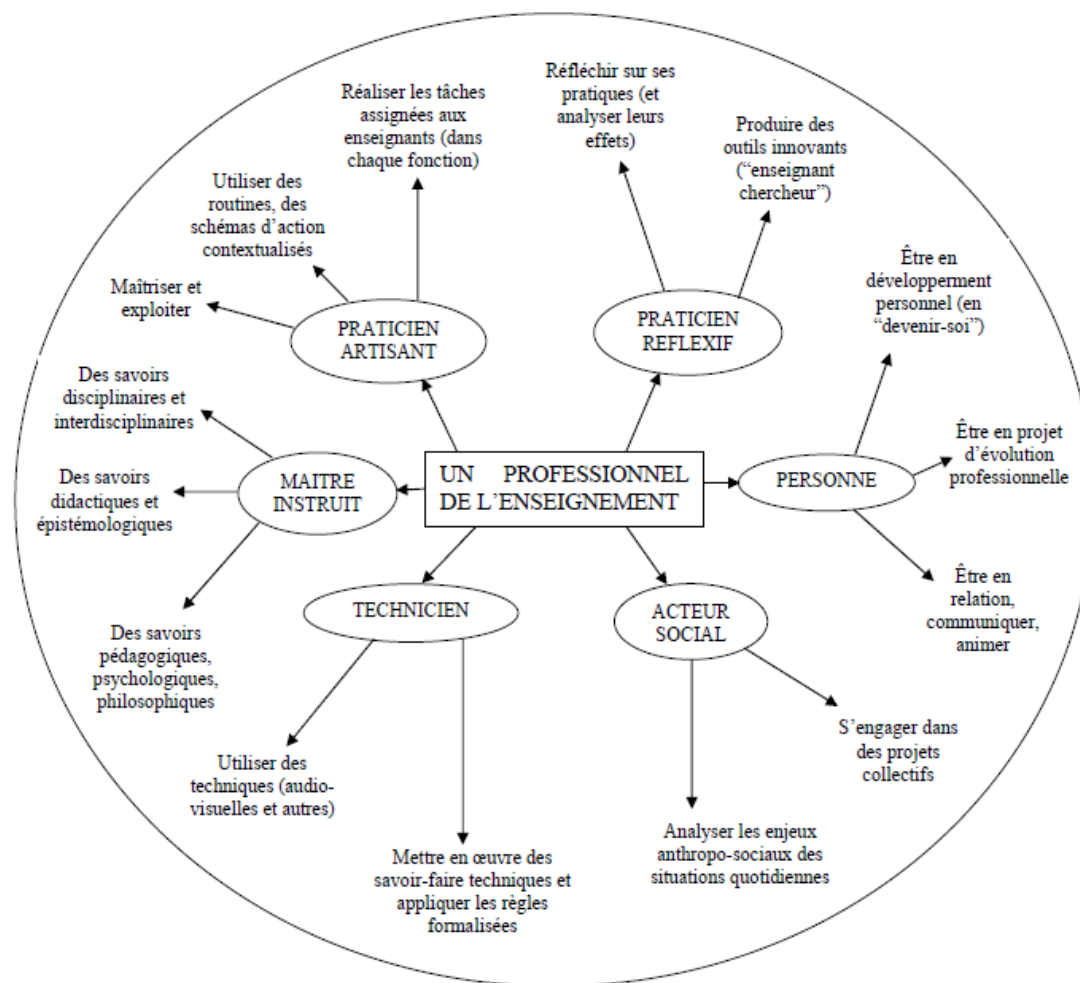 Réaliser les tâches
assignées aux
enseignants (dans
chaque fonction)
Réfléchir sur ses
pratiques (et
analyser leurs
effets)
Produire des
outils innovants
(“enseignant
chercheur”)
Utiliser des
routines, des
schémas d’action
contextualisés
Maîtriser et
exploiter
PRATICIEN
ARTISANT
PRATICIEN
REFLEXIF
Être en
développerment
personnel (en
“devenir-soi”)
Des savoirs
disciplinaires et
interdisciplinaires
Être en projet
d’évolution
professionnelle
Des savoirs
didactiques et
épistémologiques
MAITRE
INSTRUIT
UN PROFESSIONNEL
DE L’ENSEIGNEMENT
PERSONNE
Être en
relation,
communiquer,
animer
TECHNICIEN
ACTEUR
SOCIAL
Des savoirs
pédagogiques,
psychologiques,
philosophiques
S’engager dans
des projets
collectifs
Utiliser des
techniques (audio-
visuelles et autres)
Analyser les enjeux
anthropo-sociaux des
situations quotidiennes
Mettre en œuvre des
savoir-faire techniques et
appliquer les règles
formalisées